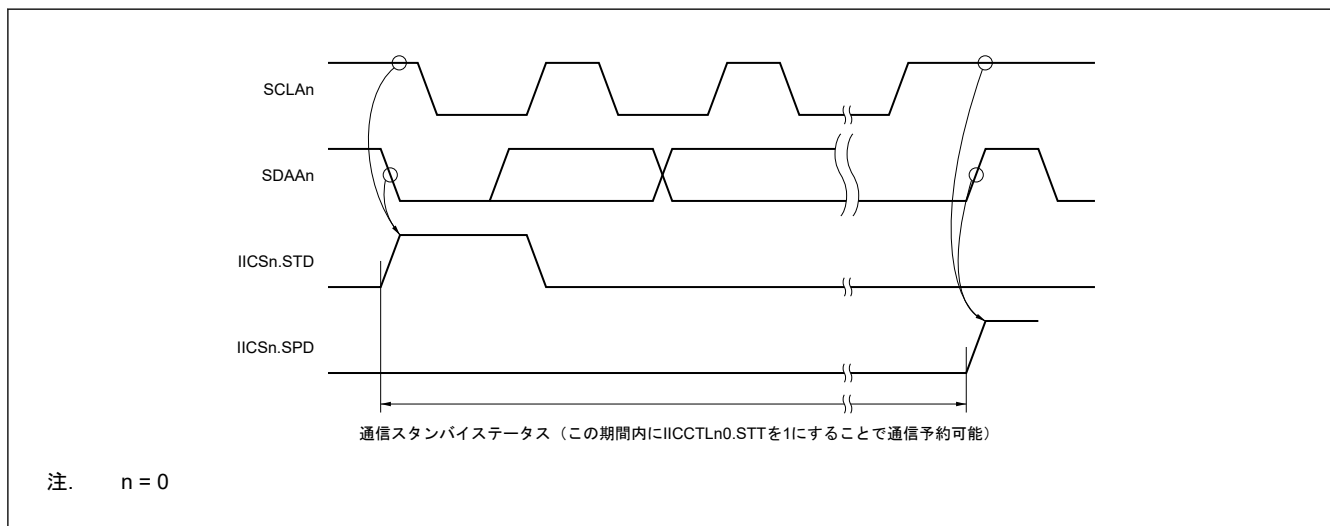 SCLAn
SDAAn
IICSn.STD
IICSn.SPD
通信スタンバイステータス（この期間内にIICCTLn0.STTを1にすることで通信予約可能）
注. n = 0